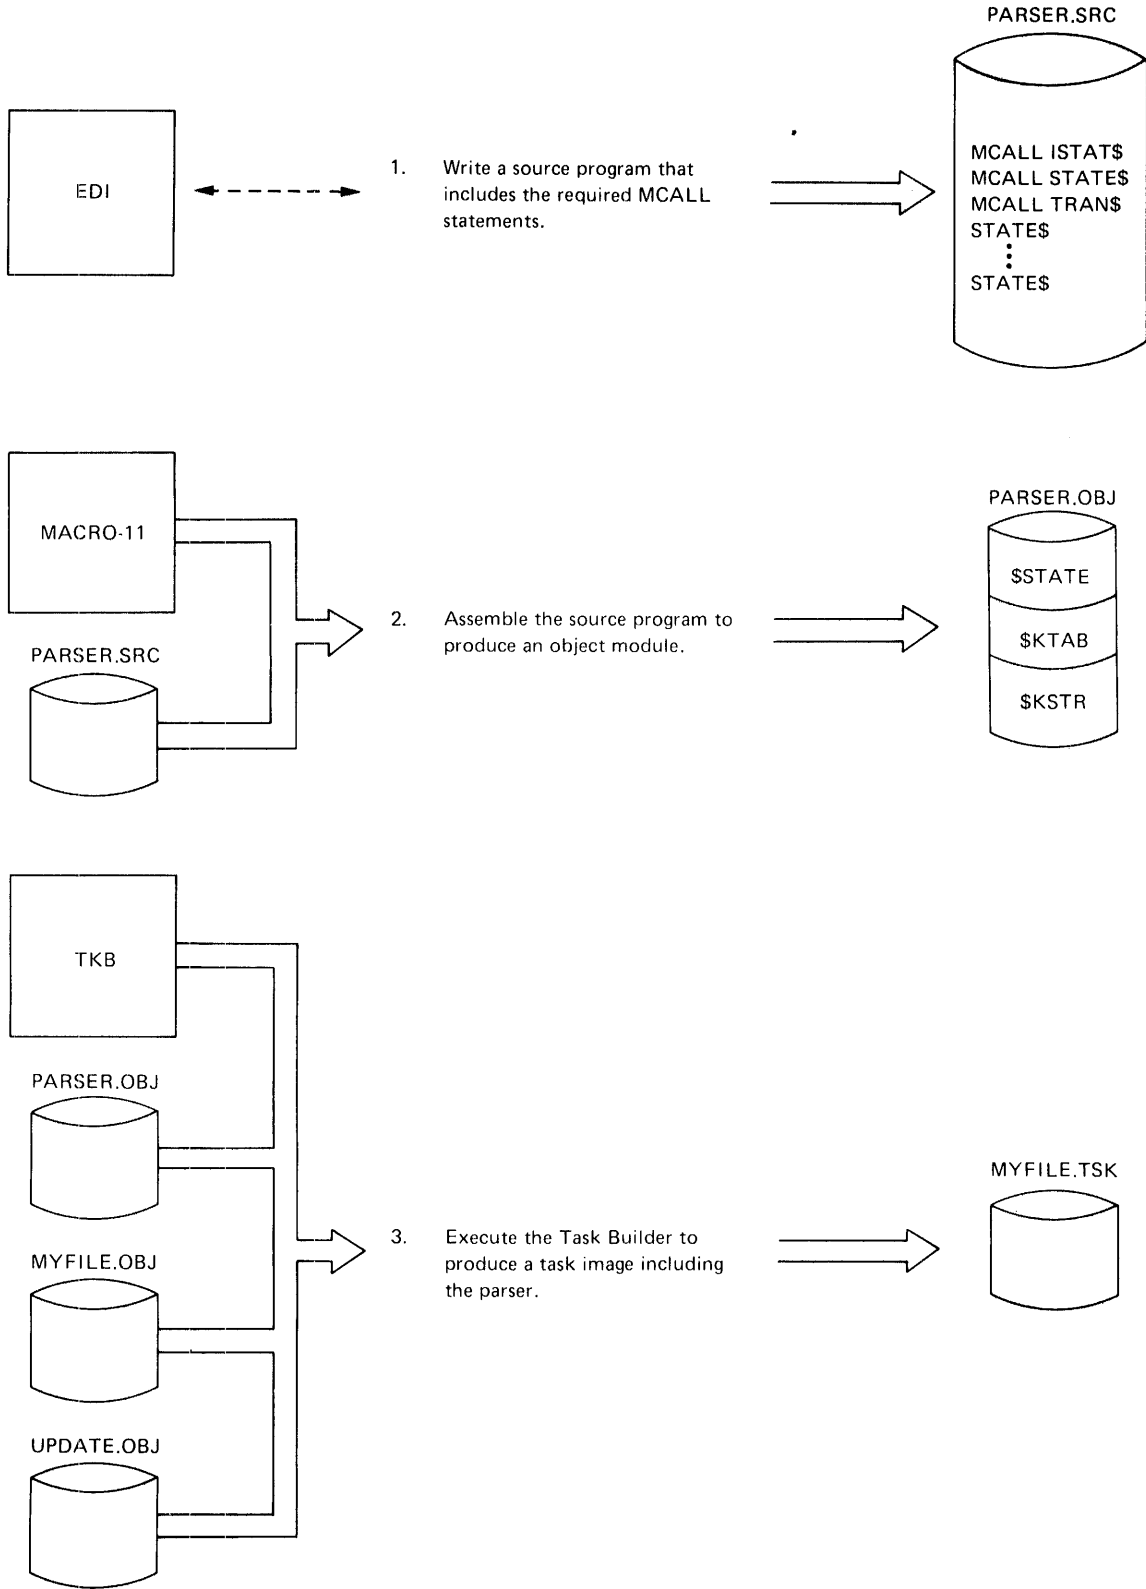 PARSER.SRC
EDI
1. Write a source program that
includes the required MCALL
statements.
MCALL ISTAT$
MCALL STATE$
MCALL TRAN$
STATE$
STATE$
MACRO-11
PARSER.SRC
2. Assemble the source program to
produce an object module.
PARSER.OBJ
$STATE
$KTAB
$KSTR
TKB
PARSER.OBJ
MYFILE.OBJ
UPDATE.OBJ
3. Execute the Task Builder to
produce a task image including
the parser.
MYFILE.TSK